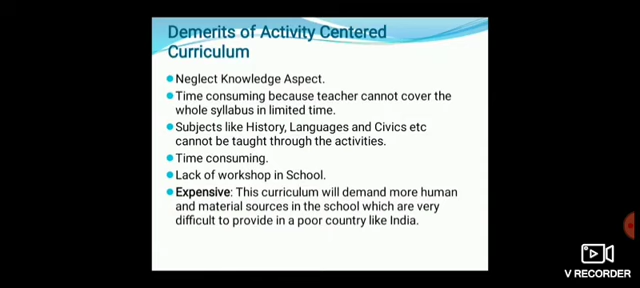 Demerits of Activity Centered
Curriculum
Neglect Knowledge Aspect.
Time consuming because teacher cannot cover the
whole syllabus in limited time.
Subjects like History, Languages and Civics etc
cannot be taught through the activities.
Time consuming.
Lack of workshop in School.
Expensive: This curriculum will demand more human
and material sources in the school which are very
difficult to provide in a poor country like India.
V RECORDER